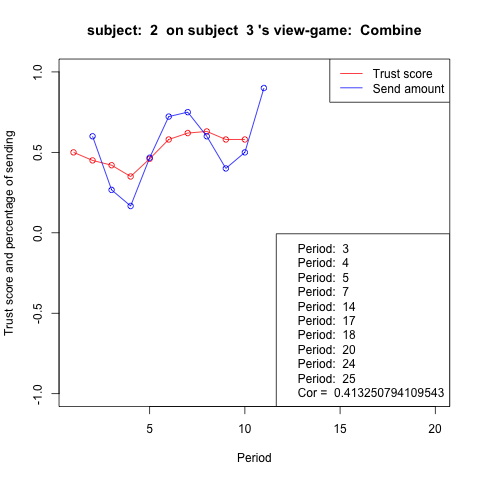 subject:  2  on subject  3 's view-game:  Combine
Trust score
Send amount
Trust score and percentage of sending
1.0
0.5
0.0
-0.5
-1.0
Period:  3
Period:  4
Period:  5
Period:  7
Period:  14
Period:  17
Period:  18
Period:  20
Period:  24
Period:  25
Cor =  0.413250794109543
5
10
15
20
Period